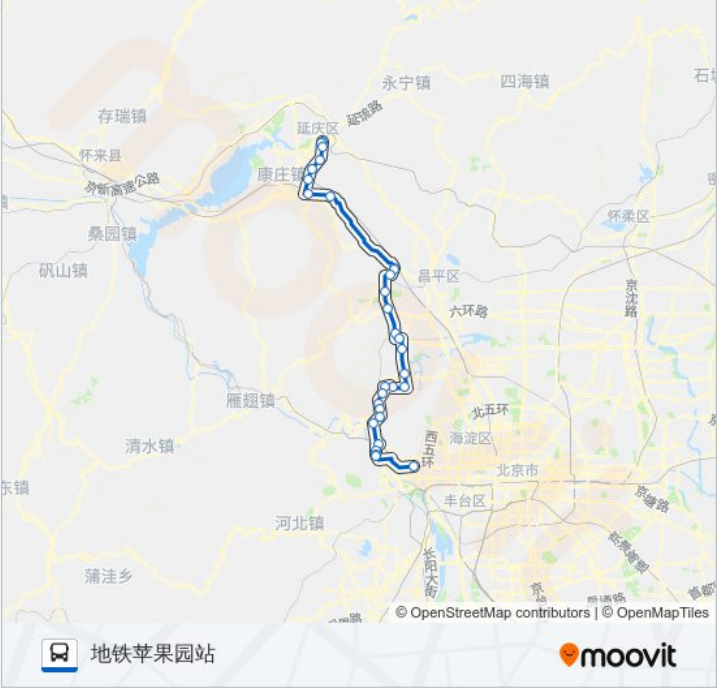 永宁镇
四海镇
石城
存瑞镇
延庆区
延琉路
怀来县
康庄镇
京新高速公路
怀柔区
桑园镇
矾山镇
昌平区
京沈路
六环路
雁翅镇
北五环
西五环
海淀区
清水镇
北京市
东镇
丰台区
京塘路
河北镇
长阳大街
蒲洼乡
首都
© OpenStreetMap contributors | © OpenMapTiles
地铁苹果园站
moovit